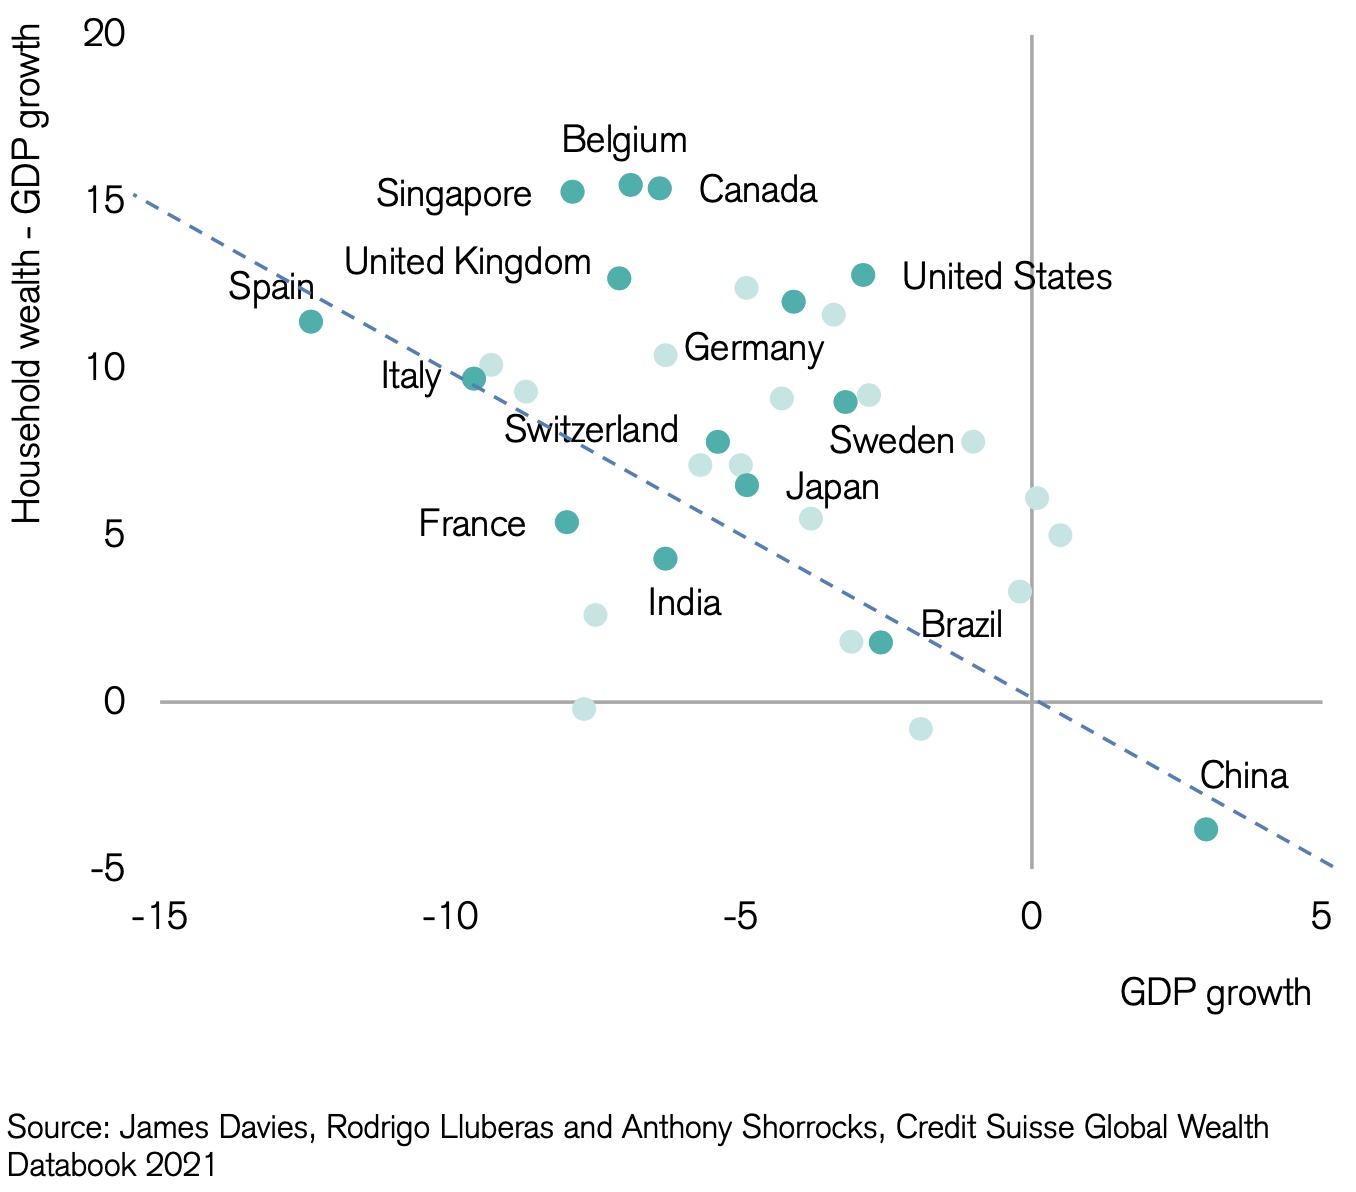 Household wealth - GDP growth
20
15
10
5
0
-5
Belgium
Singapore
Canada
United Kingdom
United States
Spain
Germany
Italy
Switzerland
Sweden
Japan
France
India
Brazil
China
-15
-10
-5
0
5
GDP growth
Source: James Davies, Rodrigo Lluberas and Anthony Shorrocks, Credit Suisse Global Wealth
Databook 2021